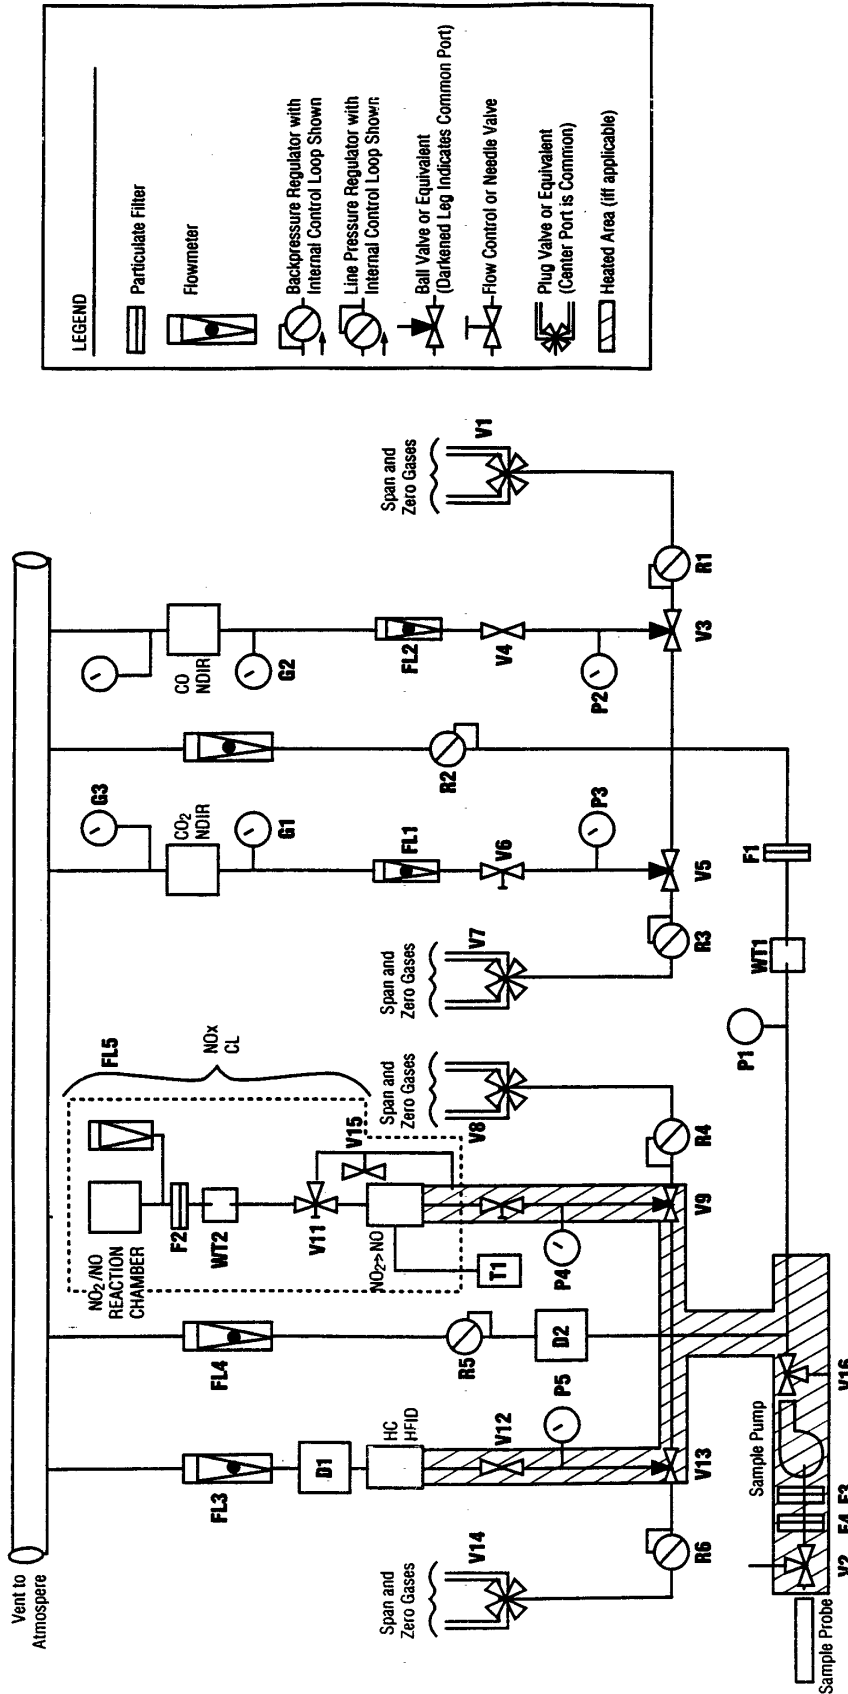 LEGEND
Particulate Filter
Flowmeter
Backpressure Regulator with
Internal Control Loop Shown
Line Pressure Regulator with
Internal Control Loop Shown
Ball Valve or Equivalent
(Darkened Leg Indicates Common Port)
Flow Control or Needle Valve
Plug Valve or Equivalent
(Center Port is Common)
Heated Area (iff applicable)
Vent to
Atmospere
FL3
D1
HC
HFID
V12
P5
V13
R6
V14
Span and
Zero Gases
FL4
R5
D2
NO2/NO
REACTION
CHAMBER
FL5
NOx
CL
F2
WT2
V11
V15
NO2>NO
T1
P4
V9
R4
V8
Span and
Zero Gases
V7
Span and
Zero Gases
R3
G3
CO2
NDIR
G1
FL1
V6
P3
V5
R2
CO
NDIR
G2
FL2
V4
P2
V3
R1
V1
Span and
Zero Gases
Sample Probe
V2
F4
F3
Sample Pump
V16
P1
WT1
F1